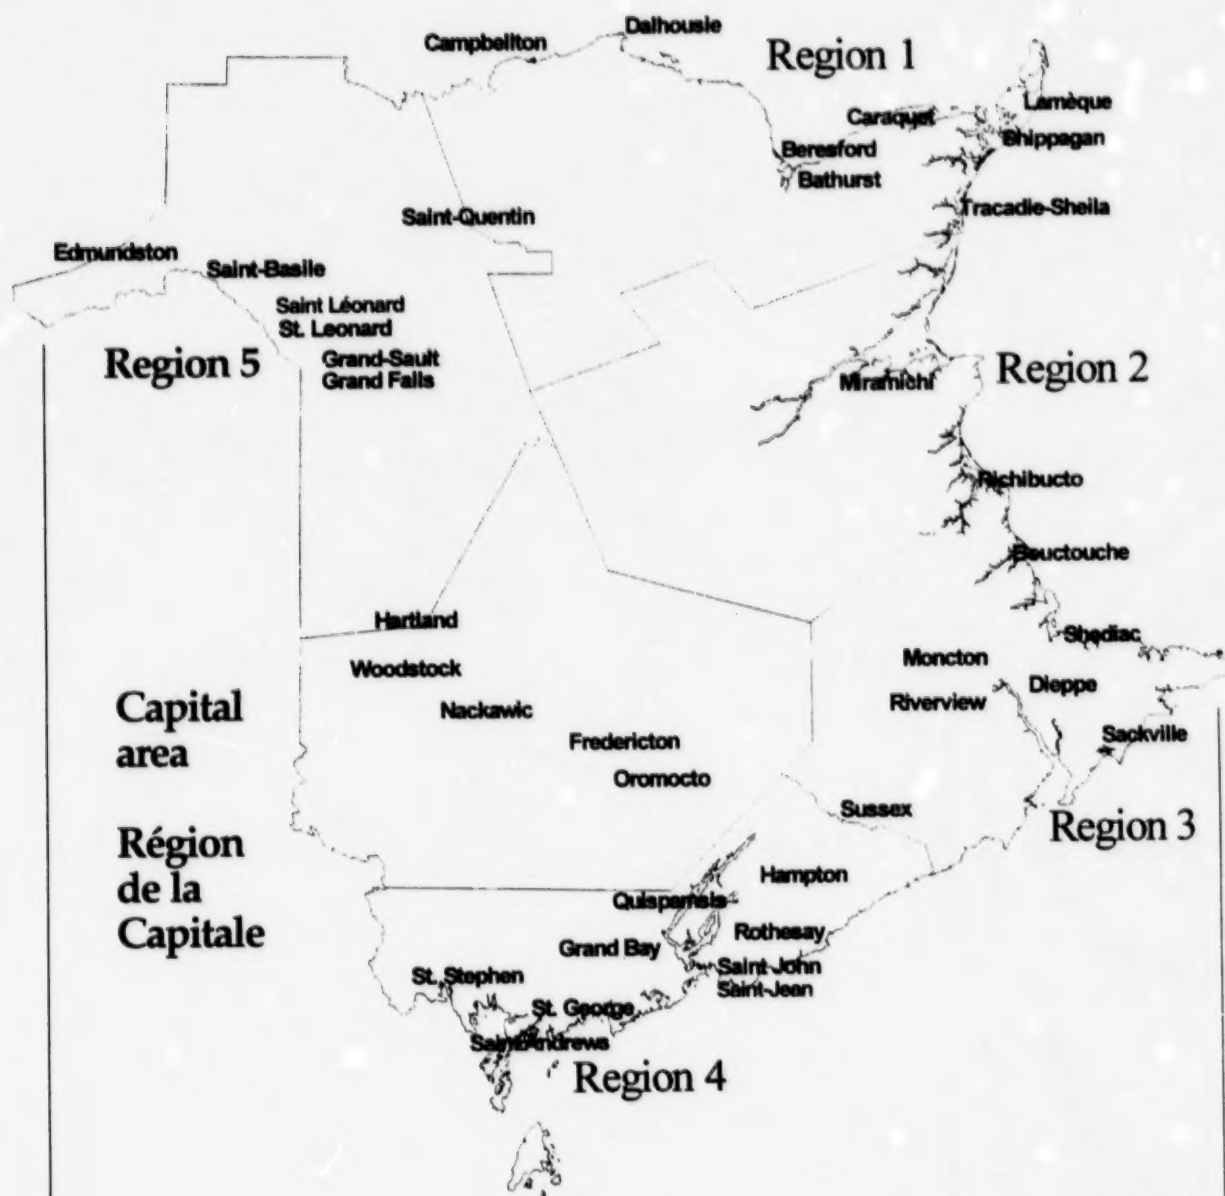 Dalhousie
Campbellton
Region 1
Lamèque
Caraquet
Shippagan
Beresford
Bathurst
Tracadie-Sheila
Saint-Quentin
Edmundston
Saint-Basile
Saint Léonard
St. Leonard
Grand-Sault
Grand Falls
Region 5
Miramichi
Region 2
Richibucto
Bouctouche
Hartland
Shediac
Woodstock
Moncton
Dieppe
Riverview
Nackawic
Capital
area
Fredericton
Sackville
Oromocto
Sussex
Region 3
Région
de la
Capitale
Hampton
Quispamsis
Rothesay
Grand Bay
Saint John
Saint-Jean
St. Stephen
St. George
Saint Andrews
Region 4